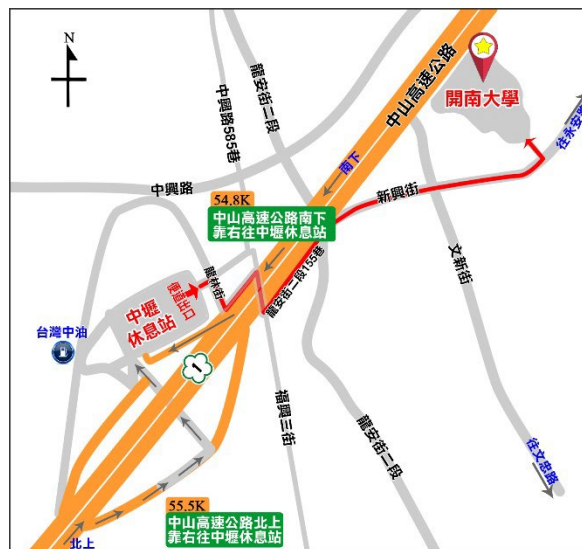 N
中山高速公路
龍安街二段
中興路585巷
開南大學
往永安路
南下
中興路
54.8K
中山高速公路南下
靠右往中壢休息站
新興街
文新街
龍安街二段155巷
龍林街
便道出口
中壢
休息站
台灣中油
1
福興三街
龍安街二段
往文忠路
55.5K
中山高速公路北上
靠右往中壢休息站
北上